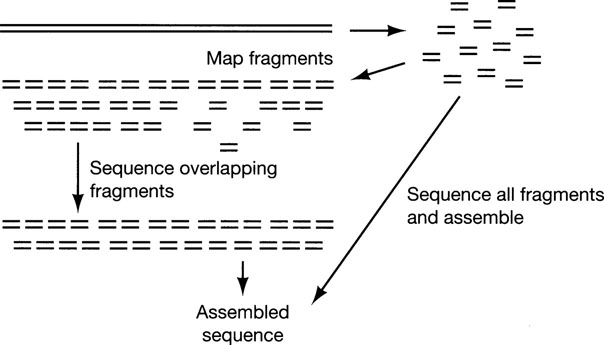 Map fragments
Sequence overlapping
fragments
Sequence all fragments
and assemble
Assembled
sequence